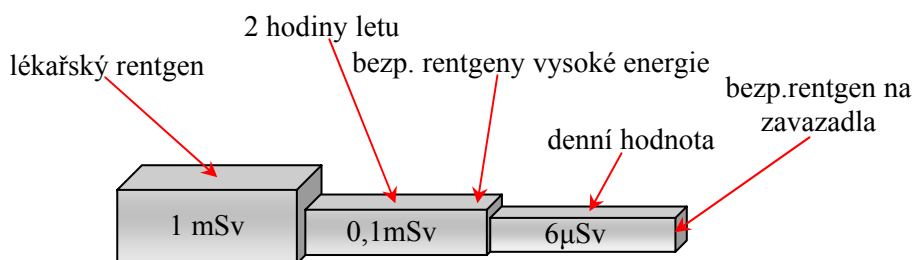 2 hodiny letu
lékařský rentgen
bezp. rentgeny vysoké energie
bezp.rentgen na
zavazadla
denní hodnota
1 mSv
0,1mSv
6μSv